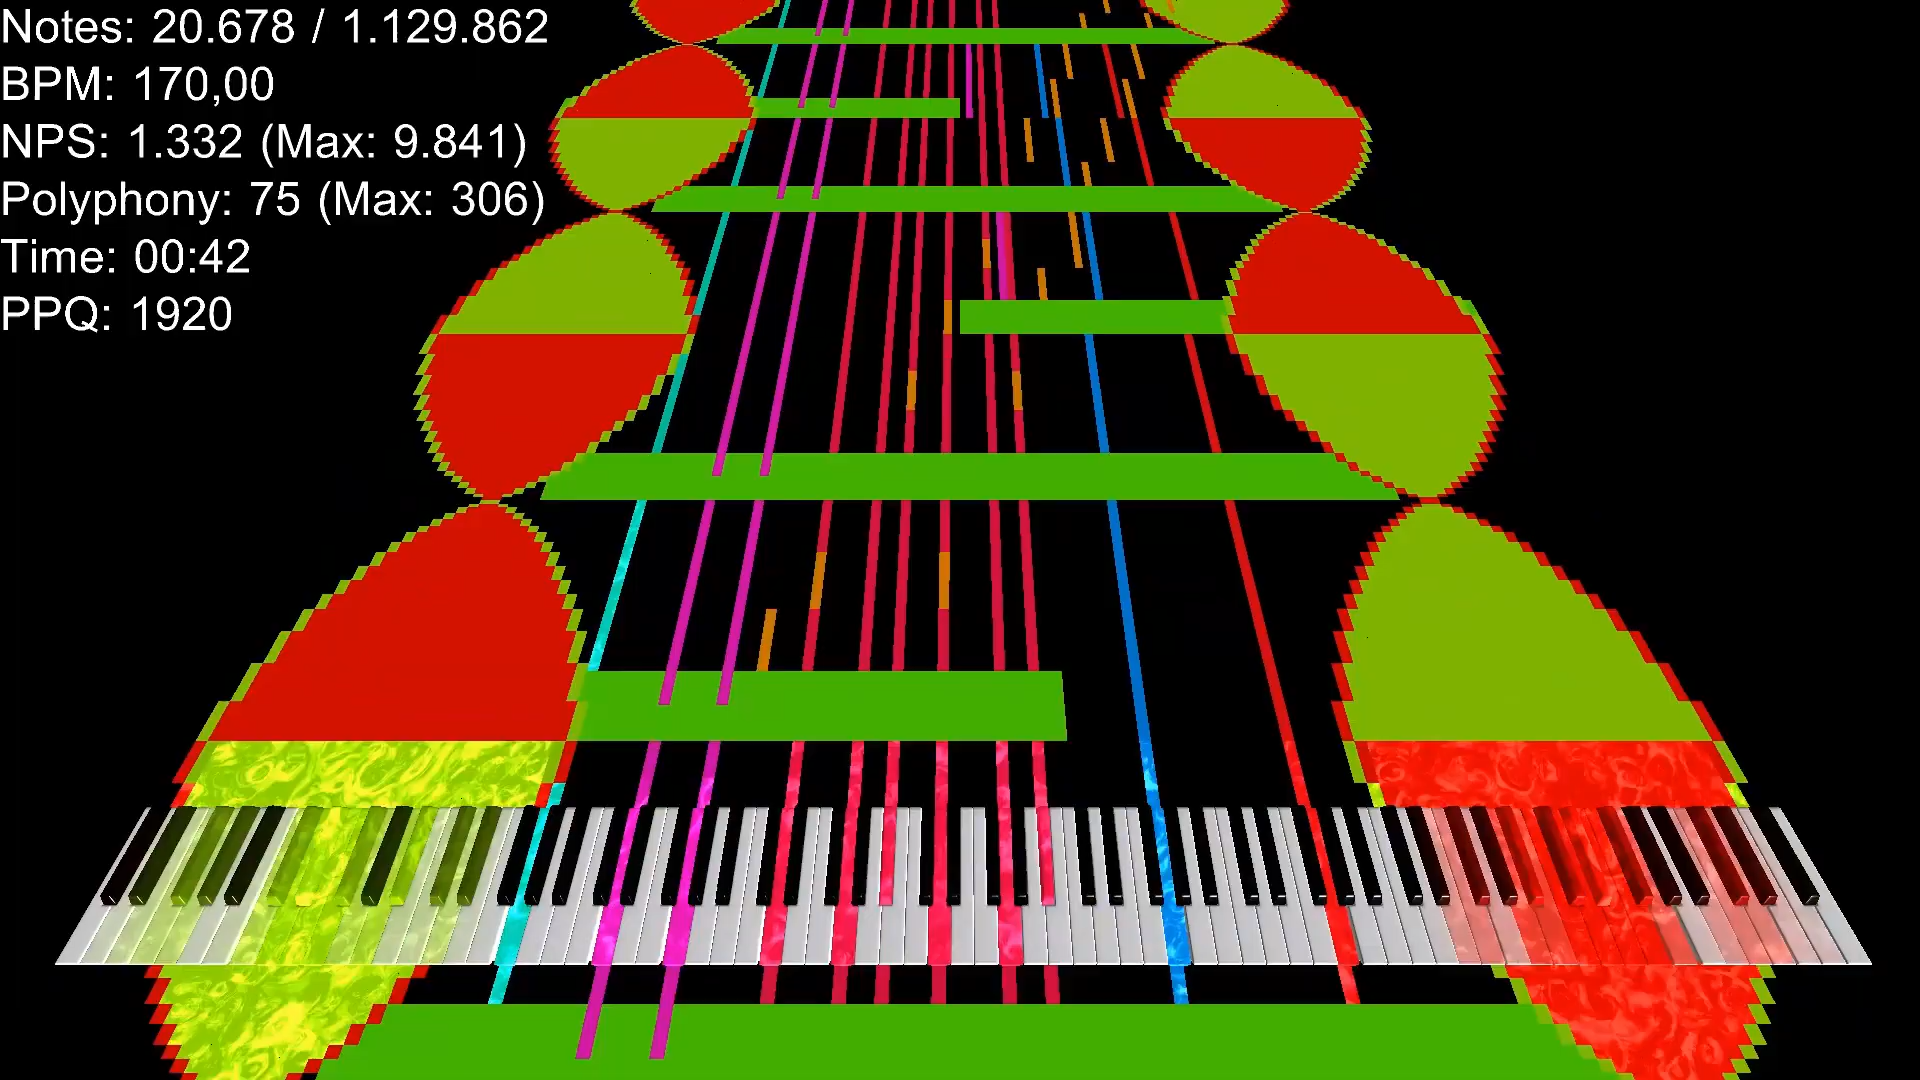 Notes: 20.678 / 1.129.862
BPM: 170,00
NPS: 1.332 (Max: 9.841)
Polyphony: 75 (Max: 306)
Time: 00:42
PPQ: 1920